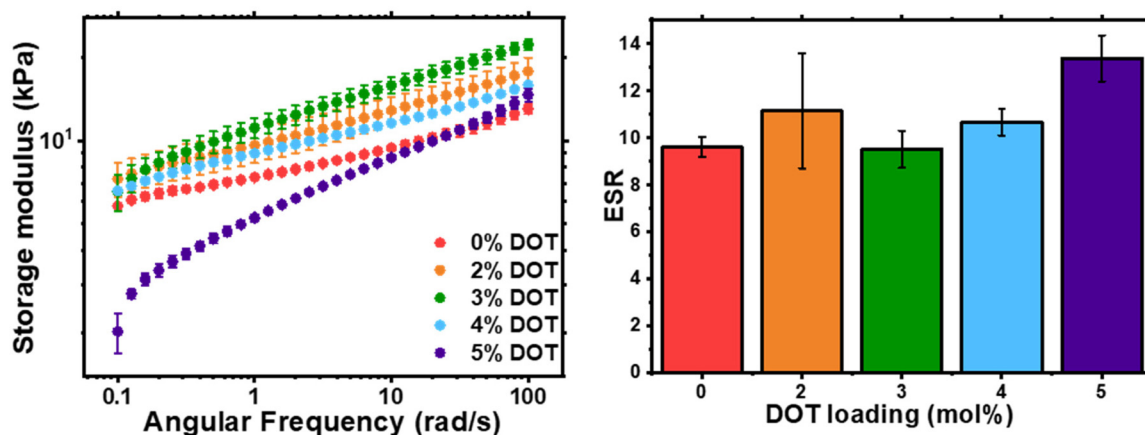 Storage modulus (kPa)
10¹
0% DOT
2% DOT
3% DOT
4% DOT
5% DOT
0.1 1 10 100
Angular Frequency (rad/s)
ESR
14
12
10
8
6
4
2
0
0 2 3 4 5
DOT loading (mol%)